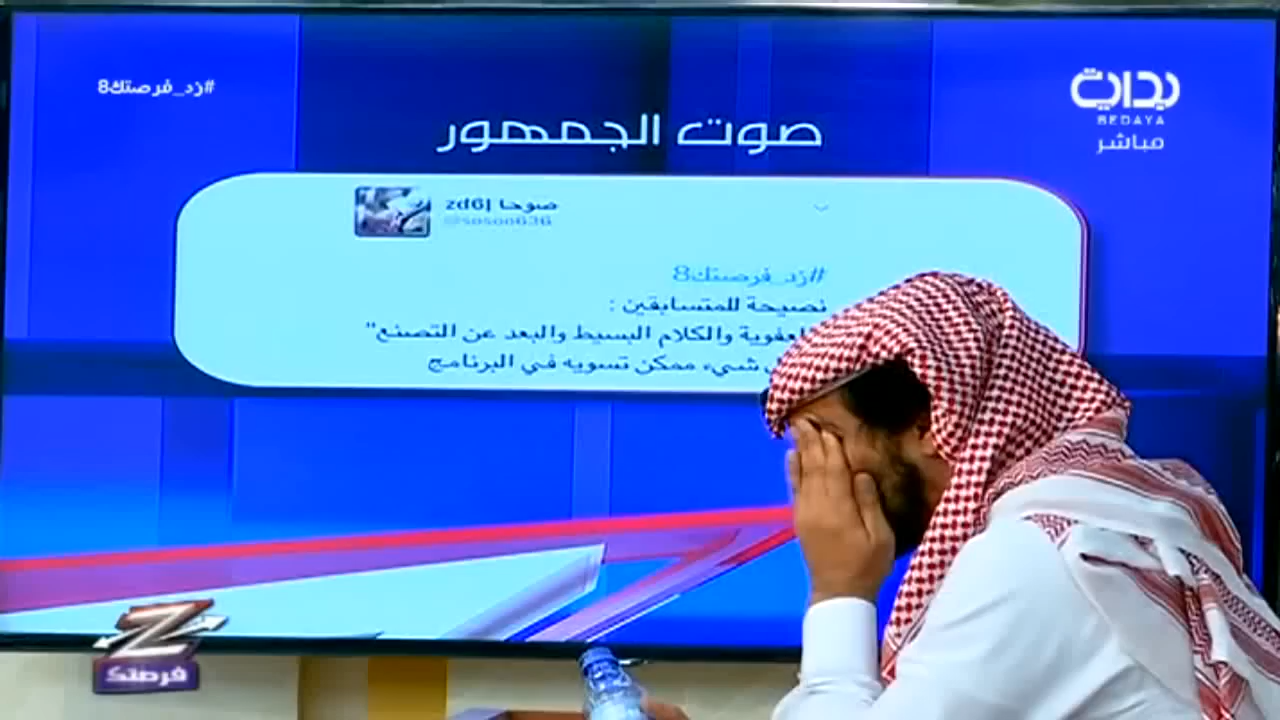 #زد_فرصتك8
بداية
BEDAYA
مباشر
صوت الجمهور
صوحا zd6|
@sosoo636
#زد_فرصتك8
نصيحة للمتسابقين :
والكلام البسيط والبعد عن التصنع"
شيء ممكن تسويه في البرنامج
Z
فرصتك